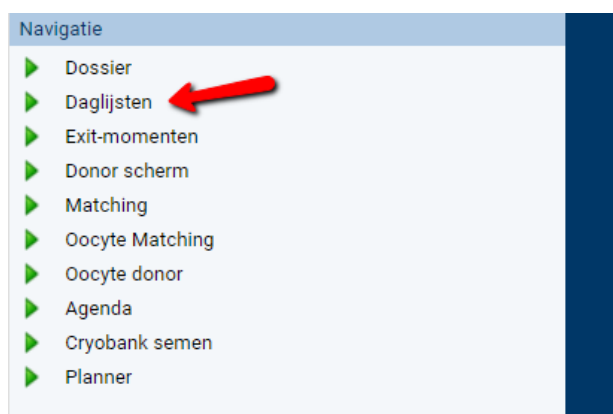 Navigatie
Dossier
Daglijsten
Exit-momenten
Donor scherm
Matching
Oocyte Matching
Oocyte donor
Agenda
Cryobank semen
Planner